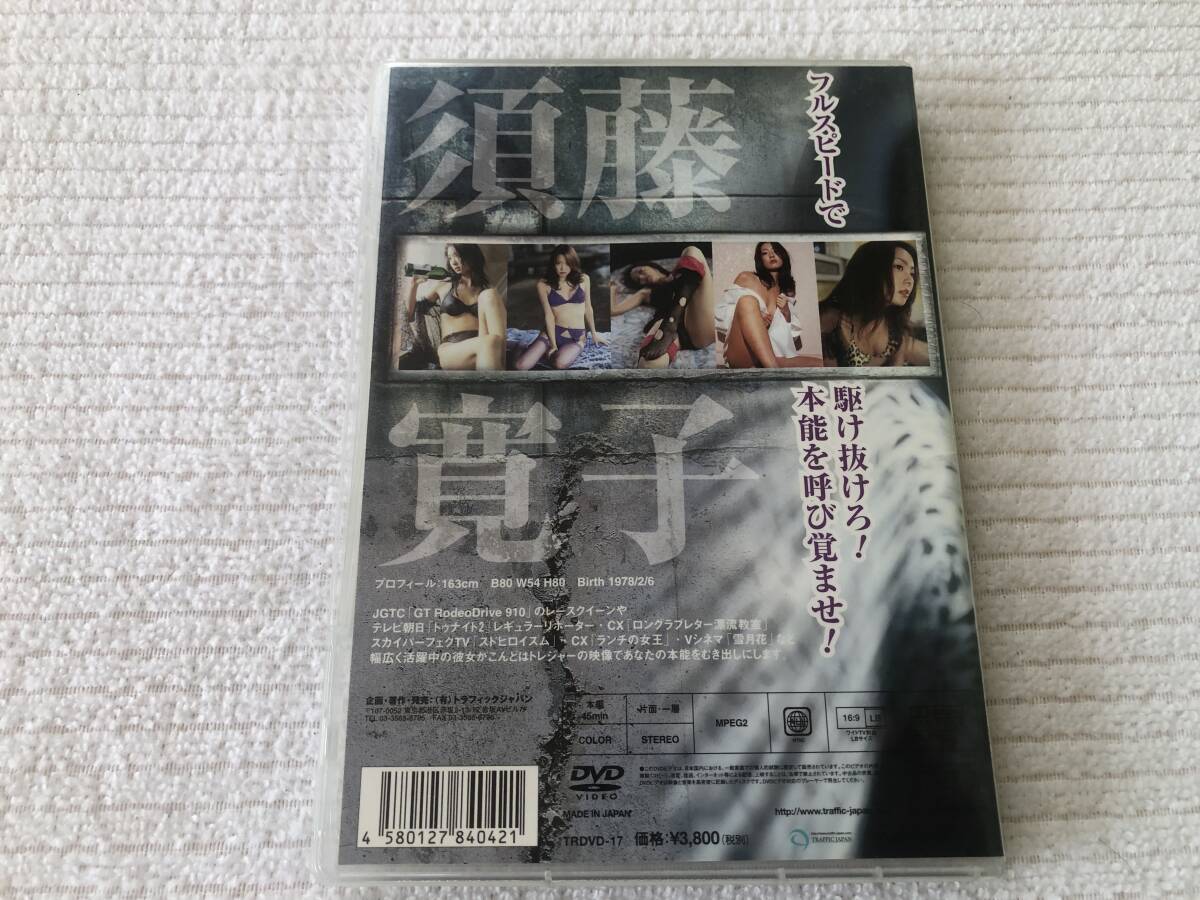 須藤
寛子
フルスピードで
駆け抜けろ！
本能を呼び覚ませ！
プロフィール：163cm　B80 W54 H80　Birth 1978/2/6
JGTC「GT RodeoDrive 910」のレースクイーンや
テレビ朝日「トゥナイト2」レギュラーリポーター・CX「ロングラブレター漂流教室」
スカイパーフェクTV「ストヒロイズム」・CX「ランチの女王」・Vシネマ「雪月花」など
幅広く活躍中の彼女がこんどはトレジャーの映像であなたの本能をむき出しにします。
企画・著作・発売：(有)トラフィックジャパン
本編
45min
片面・一層
MPEG2
COLOR
STEREO
16:9
LB
DVD
VIDEO
MADE IN JAPAN
http://www.traffic-japa
4 580127 840421
TRDVD-17　価格：¥3,800（税別）
TRAFFIC JAPAN